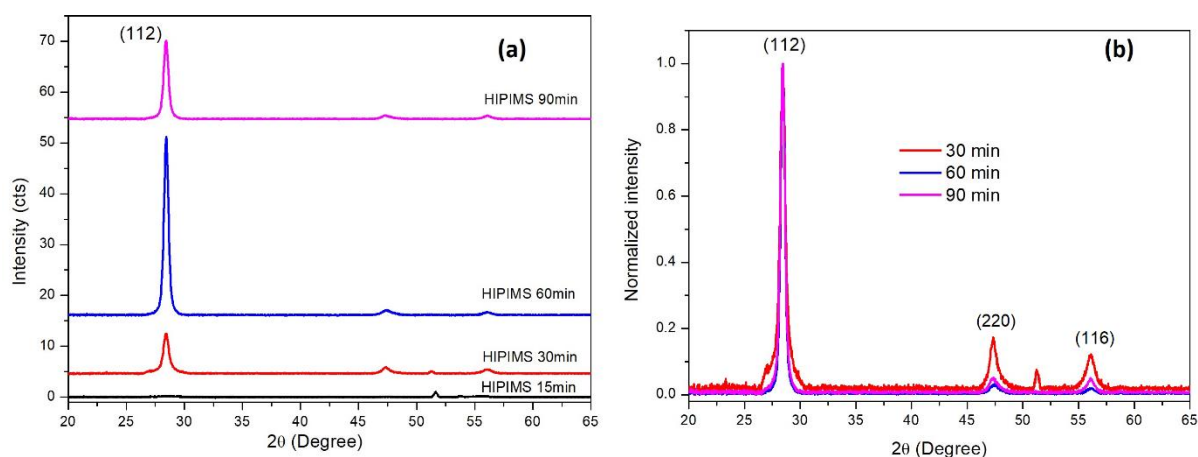 (112)
(a)
HIPIMS 90min
HIPIMS 60min
HIPIMS 30min
HIPIMS 15min
70
60
50
40
30
20
10
0
Intensity (cts)
20 25 30 35 40 45 50 55 60 65
2θ (Degree)
(112)
(b)
30 min
60 min
90 min
(220)
(116)
1.0
0.8
0.6
0.4
0.2
0.0
Normalized intensity
20 25 30 35 40 45 50 55 60 65
2θ (Degree)